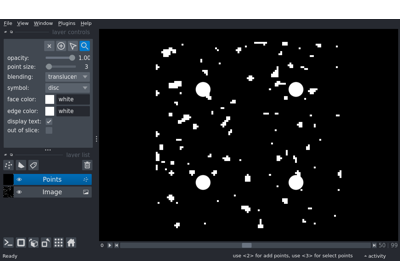 File View Window Plugins Help
layer controls
opacity: 1.00
point size: 3
blending: translucen
symbol: disc
face color: white
edge color: white
display text:
out of slice:
layer list
Points
Image
50 99
use <2> for add points, use <3> for select points
activity
Ready